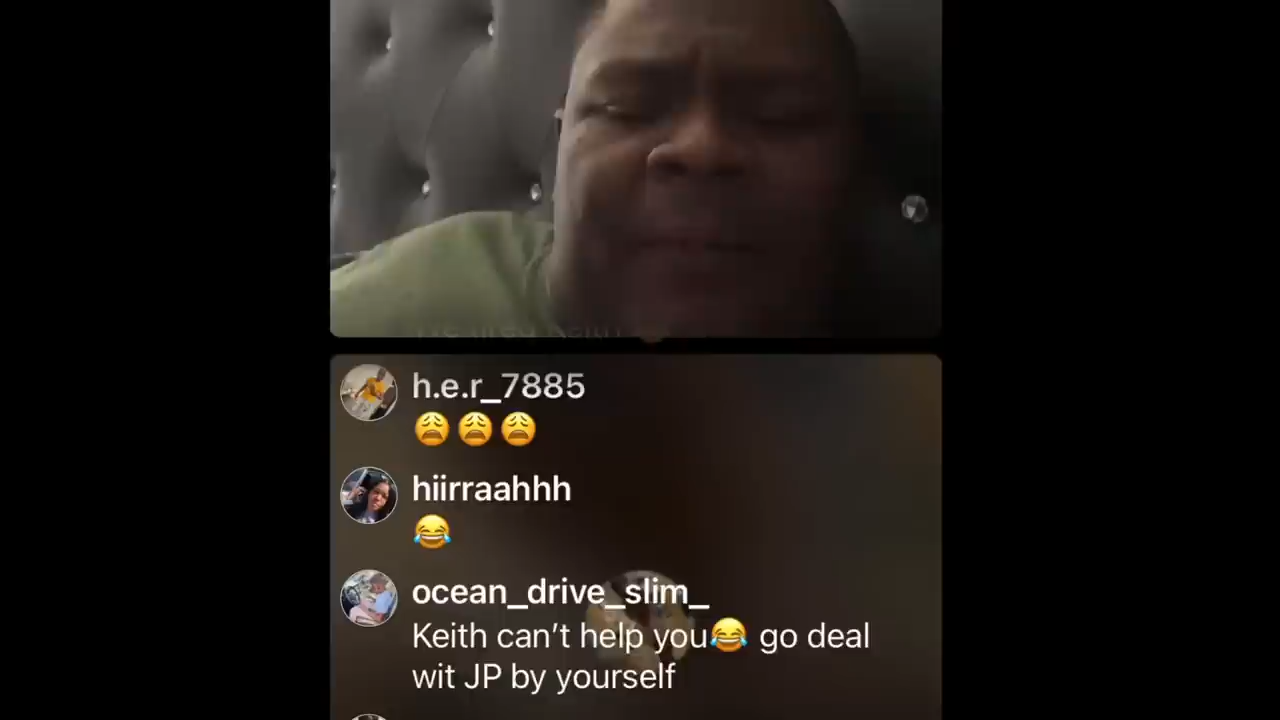 h.e.r_7885
😩😩😩
hiirraahhh
😂
ocean_drive_slim_
Keith can't help you😂 go deal
wit JP by yourself